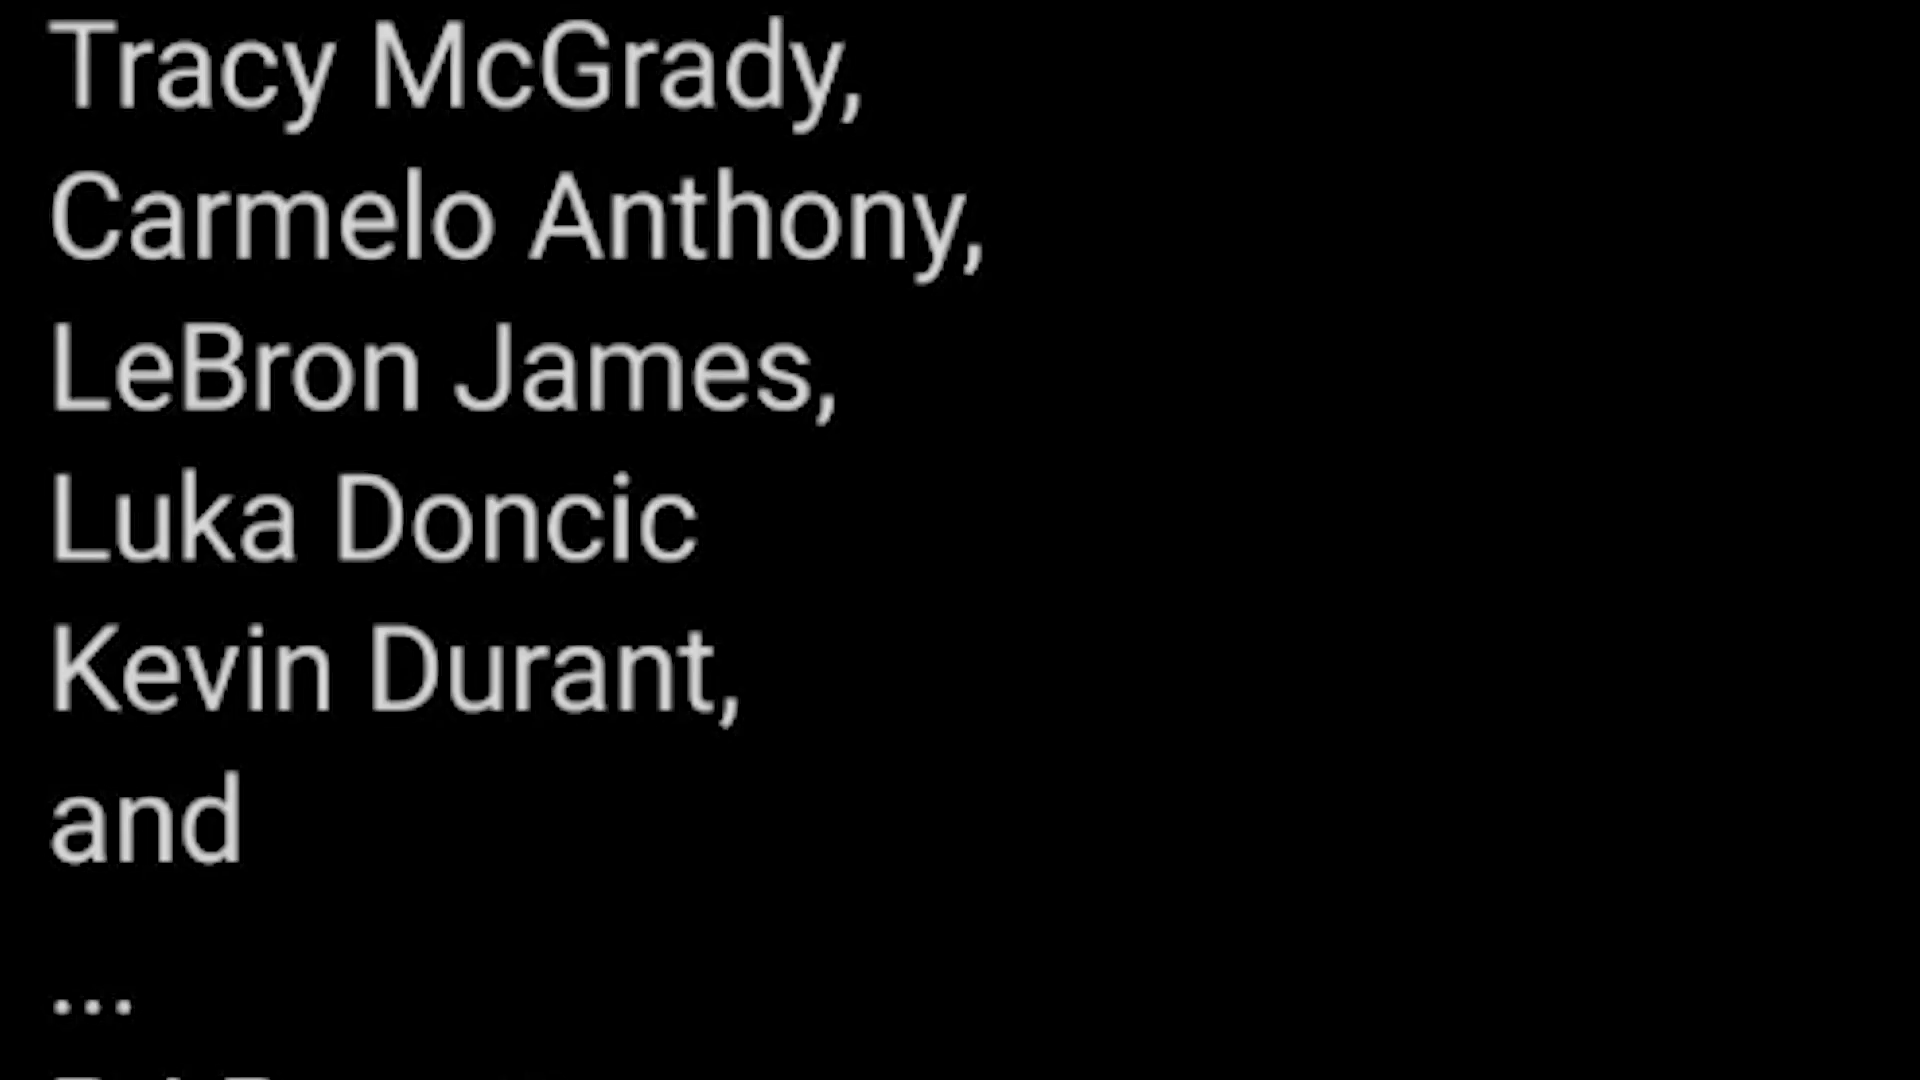 Tracy McGrady,
Carmelo Anthony,
LeBron James,
Luka Doncic
Kevin Durant,
and
...